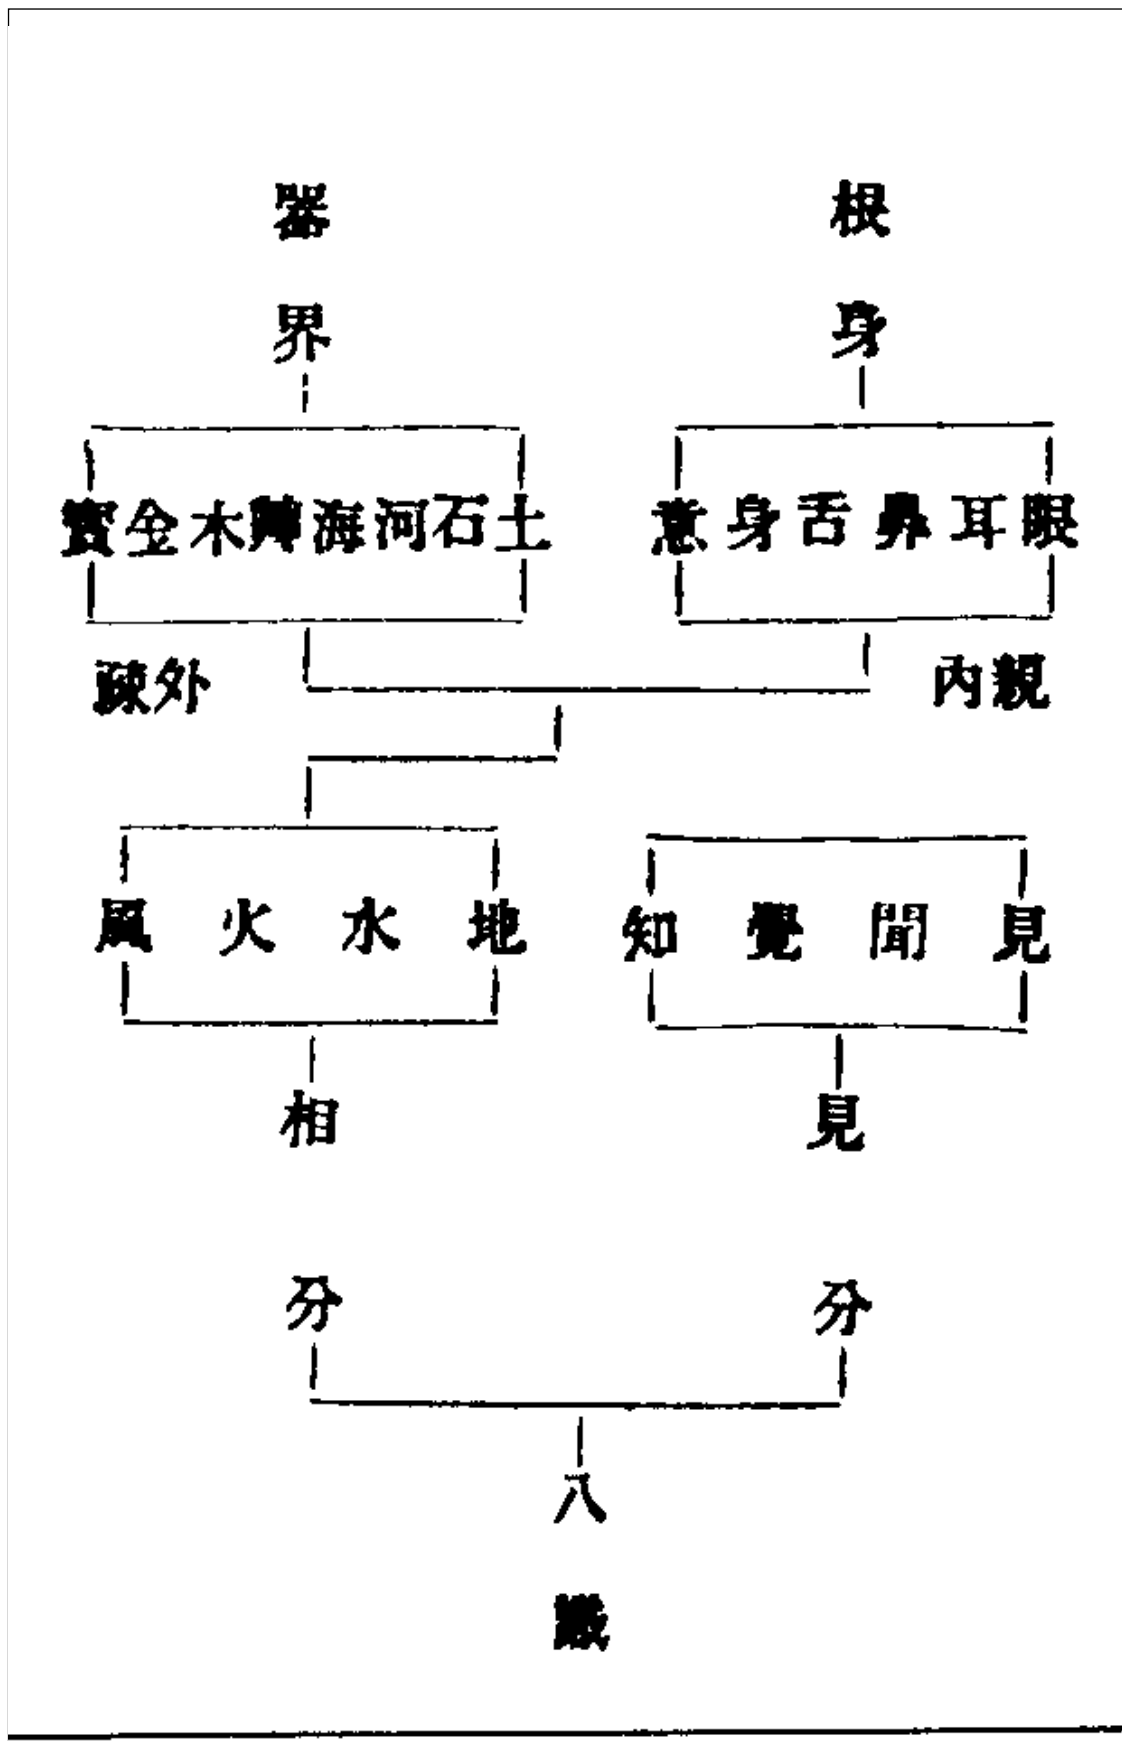 根身
器界
眼耳鼻舌身意
土石河海木金寶
親內
外疎
見聞覺知
地水火風
見分
相分
八識